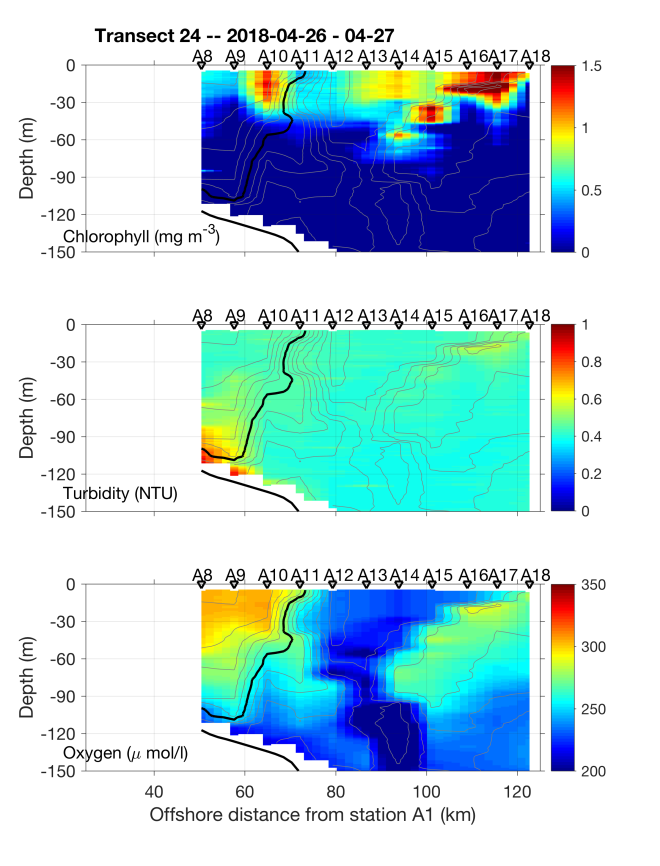 Transect 24 -- 2018-04-26 - 04-27
A8 A9 A10 A11 A12 A13 A14 A15 A16 A17 A18
0
-30
-60
-90
-120
-150
Depth (m)
Chlorophyll (mg m-3)
1.5
1
0.5
0
A8 A9 A10 A11 A12 A13 A14 A15 A16 A17 A18
0
-30
-60
-90
-120
-150
Depth (m)
Turbidity (NTU)
1
0.8
0.6
0.4
0.2
0
A8 A9 A10 A11 A12 A13 A14 A15 A16 A17 A18
0
-30
-60
-90
-120
-150
Depth (m)
Oxygen (μ mol/l)
350
300
250
200
40 60 80 100 120
Offshore distance from station A1 (km)